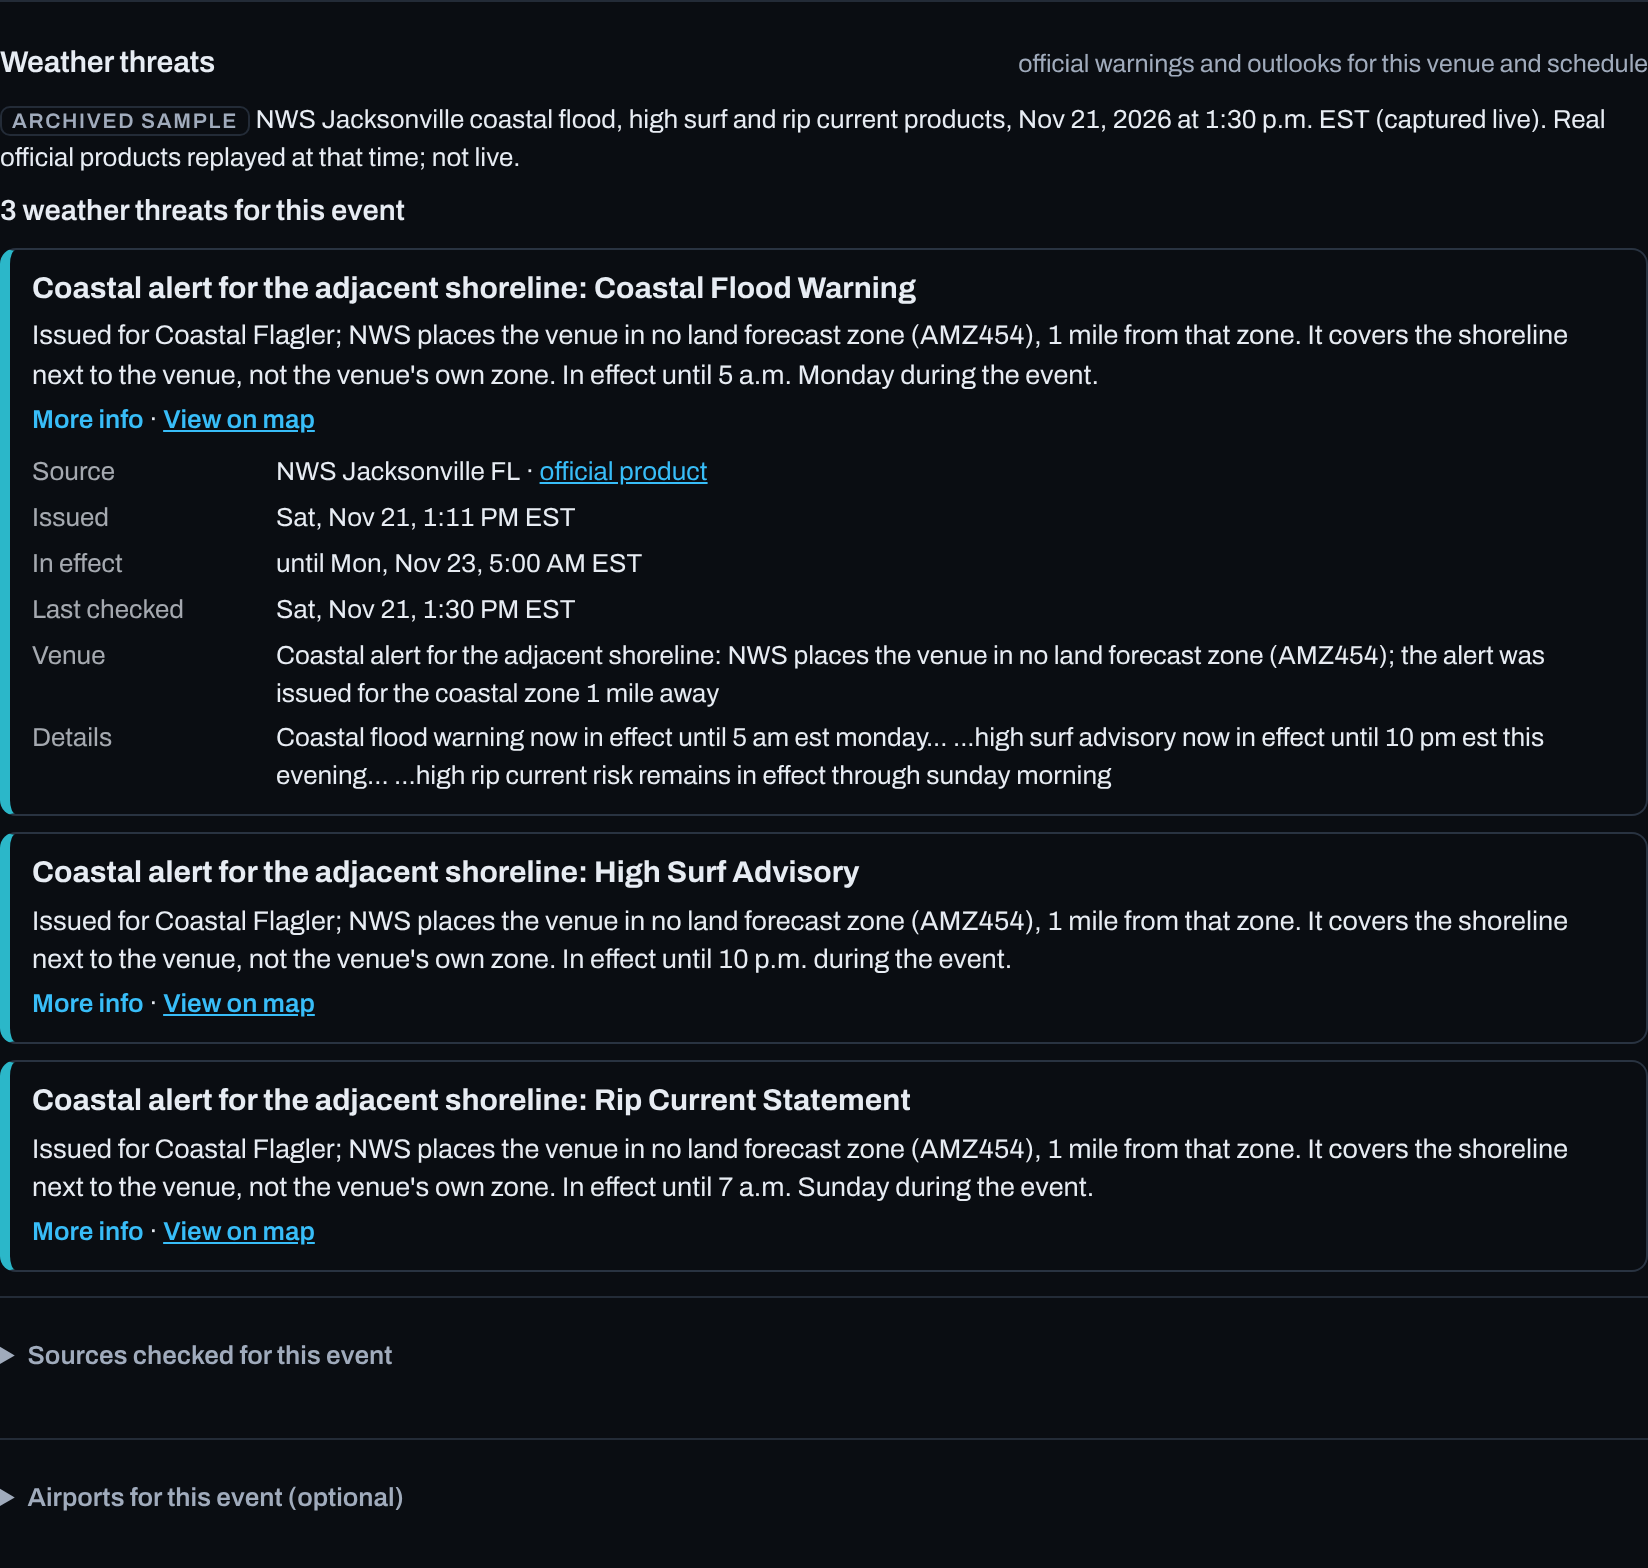 Weather threats
official warnings and outlooks for this venue and schedule
ARCHIVED SAMPLE NWS Jacksonville coastal flood, high surf and rip current products, Nov 21, 2026 at 1:30 p.m. EST (captured live). Real
official products replayed at that time; not live.
3 weather threats for this event
Coastal alert for the adjacent shoreline: Coastal Flood Warning
Issued for Coastal Flagler; NWS places the venue in no land forecast zone (AMZ454), 1 mile from that zone. It covers the shoreline
next to the venue, not the venue's own zone. In effect until 5 a.m. Monday during the event.
More info · View on map
Source NWS Jacksonville FL · official product
Issued Sat, Nov 21, 1:11 PM EST
In effect until Mon, Nov 23, 5:00 AM EST
Last checked Sat, Nov 21, 1:30 PM EST
Venue Coastal alert for the adjacent shoreline: NWS places the venue in no land forecast zone (AMZ454); the alert was
issued for the coastal zone 1 mile away
Details Coastal flood warning now in effect until 5 am est monday... ...high surf advisory now in effect until 10 pm est this
evening... ...high rip current risk remains in effect through sunday morning
Coastal alert for the adjacent shoreline: High Surf Advisory
Issued for Coastal Flagler; NWS places the venue in no land forecast zone (AMZ454), 1 mile from that zone. It covers the shoreline
next to the venue, not the venue's own zone. In effect until 10 p.m. during the event.
More info · View on map
Coastal alert for the adjacent shoreline: Rip Current Statement
Issued for Coastal Flagler; NWS places the venue in no land forecast zone (AMZ454), 1 mile from that zone. It covers the shoreline
next to the venue, not the venue's own zone. In effect until 7 a.m. Sunday during the event.
More info · View on map
Sources checked for this event
Airports for this event (optional)